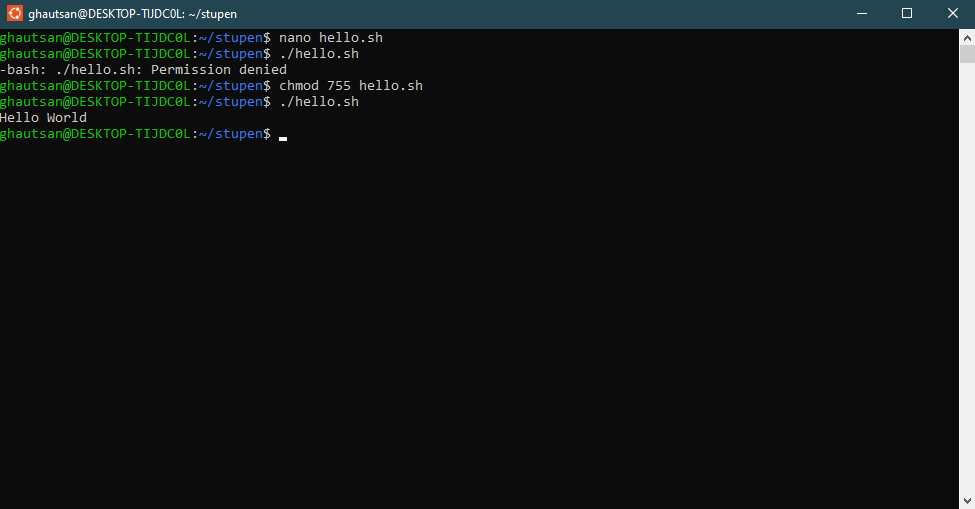 ghautsan@DESKTOP-TIJDC0L: ~/stupen
ghautsan@DESKTOP-TIJDC0L:~/stupen$ nano hello.sh
ghautsan@DESKTOP-TIJDC0L:~/stupen$ ./hello.sh
-bash: ./hello.sh: Permission denied
ghautsan@DESKTOP-TIJDC0L:~/stupen$ chmod 755 hello.sh
ghautsan@DESKTOP-TIJDC0L:~/stupen$ ./hello.sh
Hello World
ghautsan@DESKTOP-TIJDC0L:~/stupen$